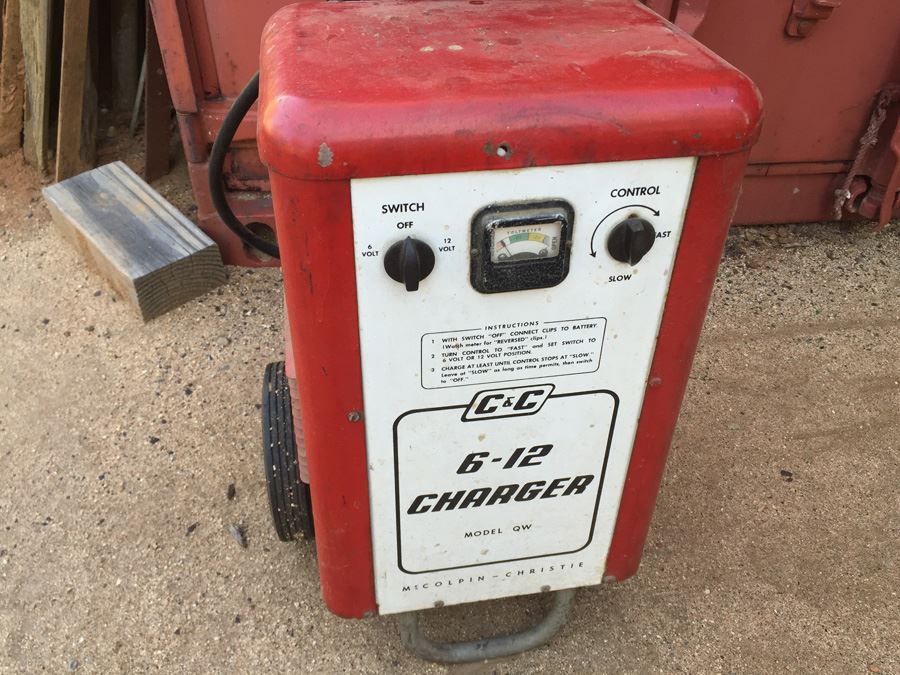 SWITCH
OFF
6 VOLT
12 VOLT
VOLTMETER
OPEN
CONTROL
FAST
SLOW
INSTRUCTIONS
1 WITH SWITCH "OFF" CONNECT CLIPS TO BATTERY.
(Watch meter for "REVERSED" clips.)
2 TURN CONTROL TO "FAST" and SET SWITCH TO
6 VOLT OR 12 VOLT POSITION.
3 CHARGE AT LEAST UNTIL CONTROL STOPS AT "SLOW."
Leave at "SLOW" as long as time permits, then switch
to "OFF."
C&C
6-12
CHARGER
MODEL QW
McCOLPIN-CHRISTIE